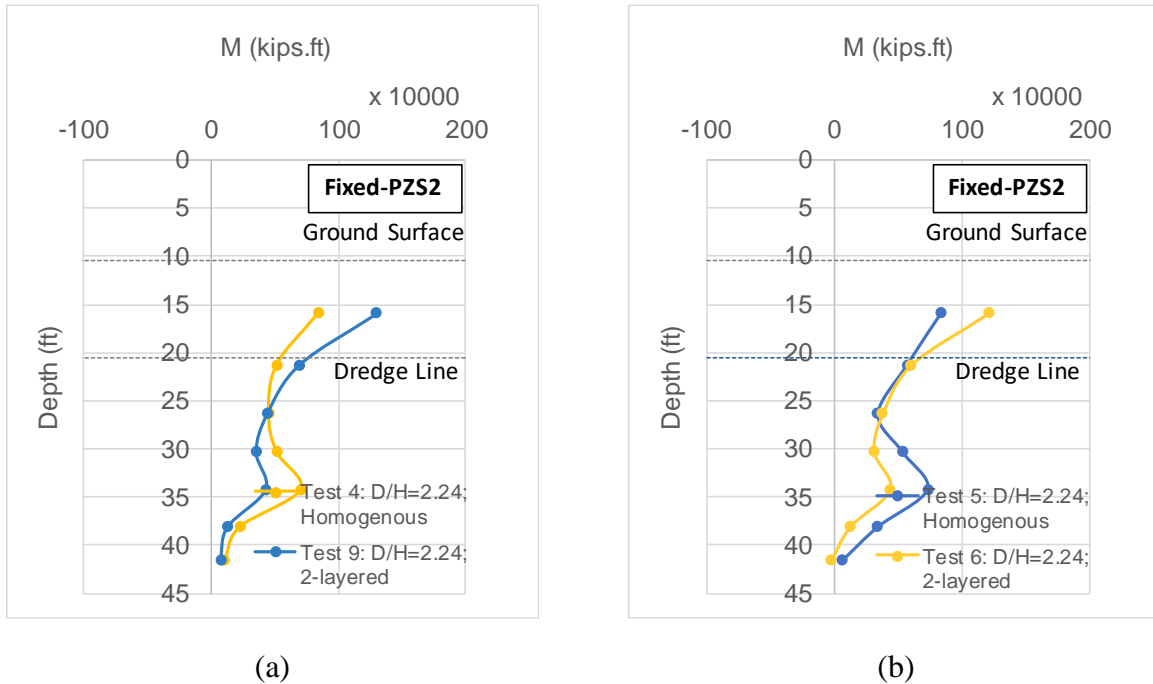 M (kips.ft)
x 10000
-100 0 100 200
0
Fixed-PZS2
5
Ground Surface
10
15
20
Dredge Line
25
30
35
Test 4: D/H=2.24;
Homogenous
40
Test 9: D/H=2.24;
2-layered
45
Depth (ft)
(a)
M (kips.ft)
x 10000
-100 0 100 200
0
Fixed-PZS2
5
Ground Surface
10
15
20
Dredge Line
25
30
35
Test 5: D/H=2.24;
Homogenous
40
Test 6: D/H=2.24;
2-layered
45
Depth (ft)
(b)